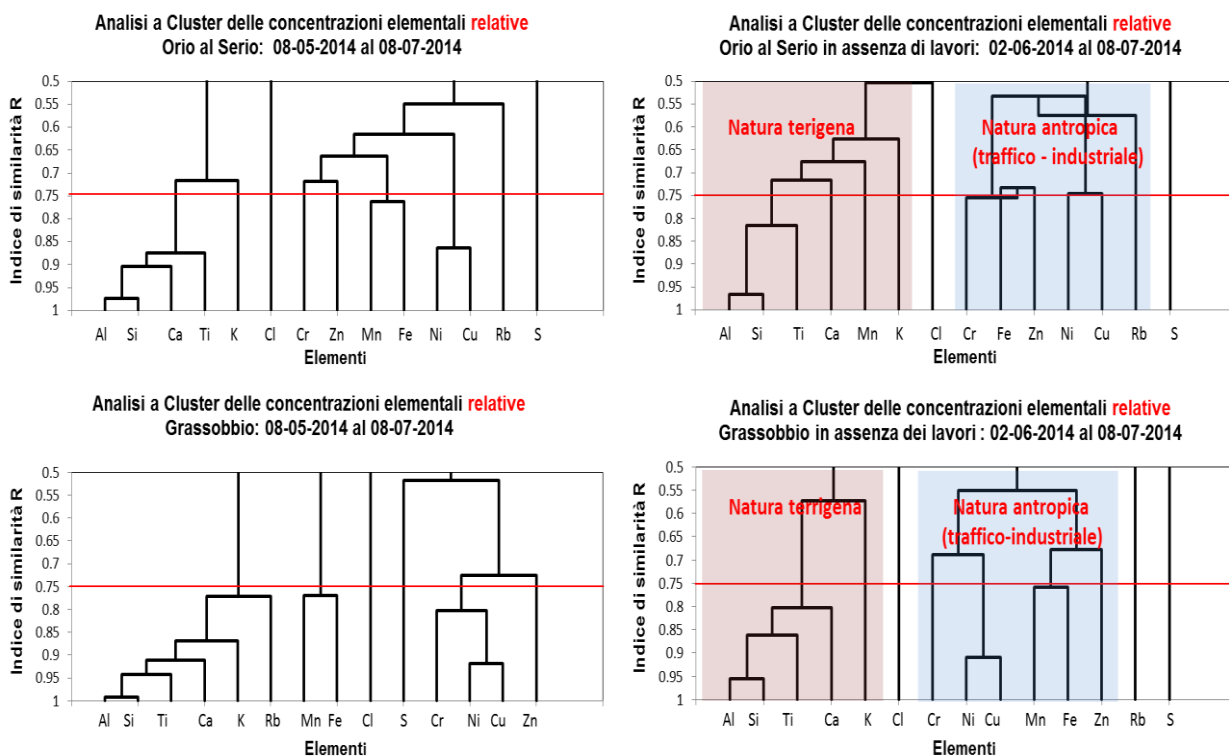 Analisi a Cluster delle concentrazioni elementali relative
Orio al Serio: 08-05-2014 al 08-07-2014
Indice di similarità R
0.5
0.55
0.6
0.65
0.7
0.75
0.8
0.85
0.9
0.95
1
Al Si Ca Ti K Cl Cr Zn Mn Fe Ni Cu Rb S
Elementi
Analisi a Cluster delle concentrazioni elementali relative
Orio al Serio in assenza di lavori: 02-06-2014 al 08-07-2014
Indice di similarità R
0.5
0.55
0.6
0.65
0.7
0.75
0.8
0.85
0.9
0.95
1
Natura terigena
Natura antropica
(traffico - industriale)
Al Si Ti Ca Mn K Cl Cr Fe Zn Ni Cu Rb S
Elementi
Analisi a Cluster delle concentrazioni elementali relative
Grassobbio: 08-05-2014 al 08-07-2014
Indice di similarità R
0.5
0.55
0.6
0.65
0.7
0.75
0.8
0.85
0.9
0.95
1
Al Si Ti Ca K Rb Mn Fe Cl S Cr Ni Cu Zn
Elementi
Analisi a Cluster delle concentrazioni elementali relative
Grassobbio in assenza dei lavori : 02-06-2014 al 08-07-2014
Indice di similarità R
0.5
0.55
0.6
0.65
0.7
0.75
0.8
0.85
0.9
0.95
1
Natura terrigena
Natura antropica
(traffico-industriale)
Al Si Ti Ca K Cl Cr Ni Cu Mn Fe Zn Rb S
Elementi